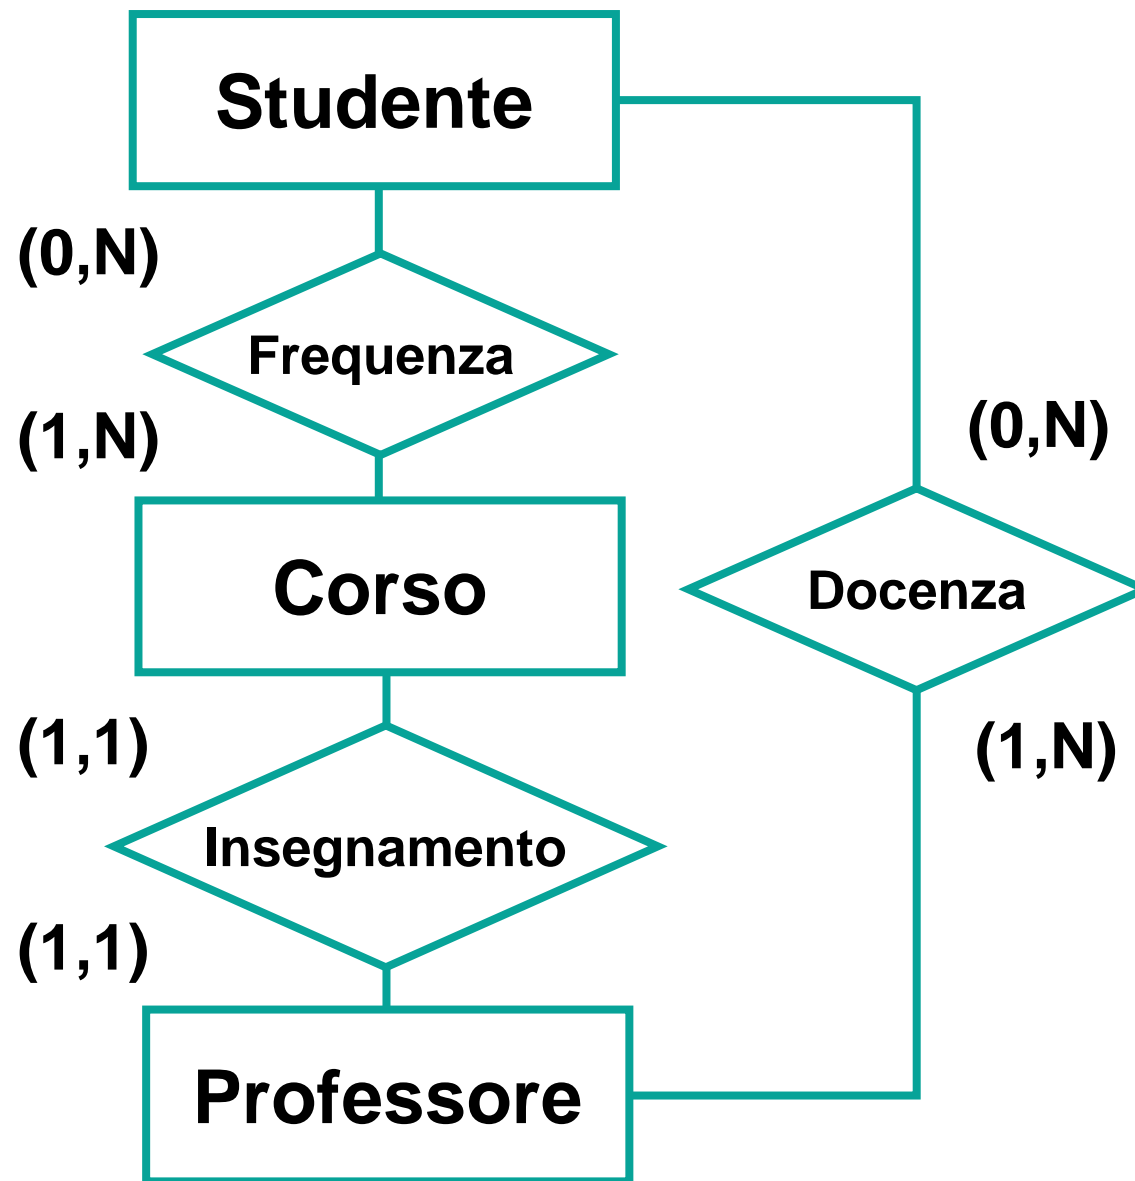 Studente
(0,N)
Frequenza
(1,N)
(0,N)
Corso
Docenza
(1,1)
(1,N)
Insegnamento
(1,1)
Professore